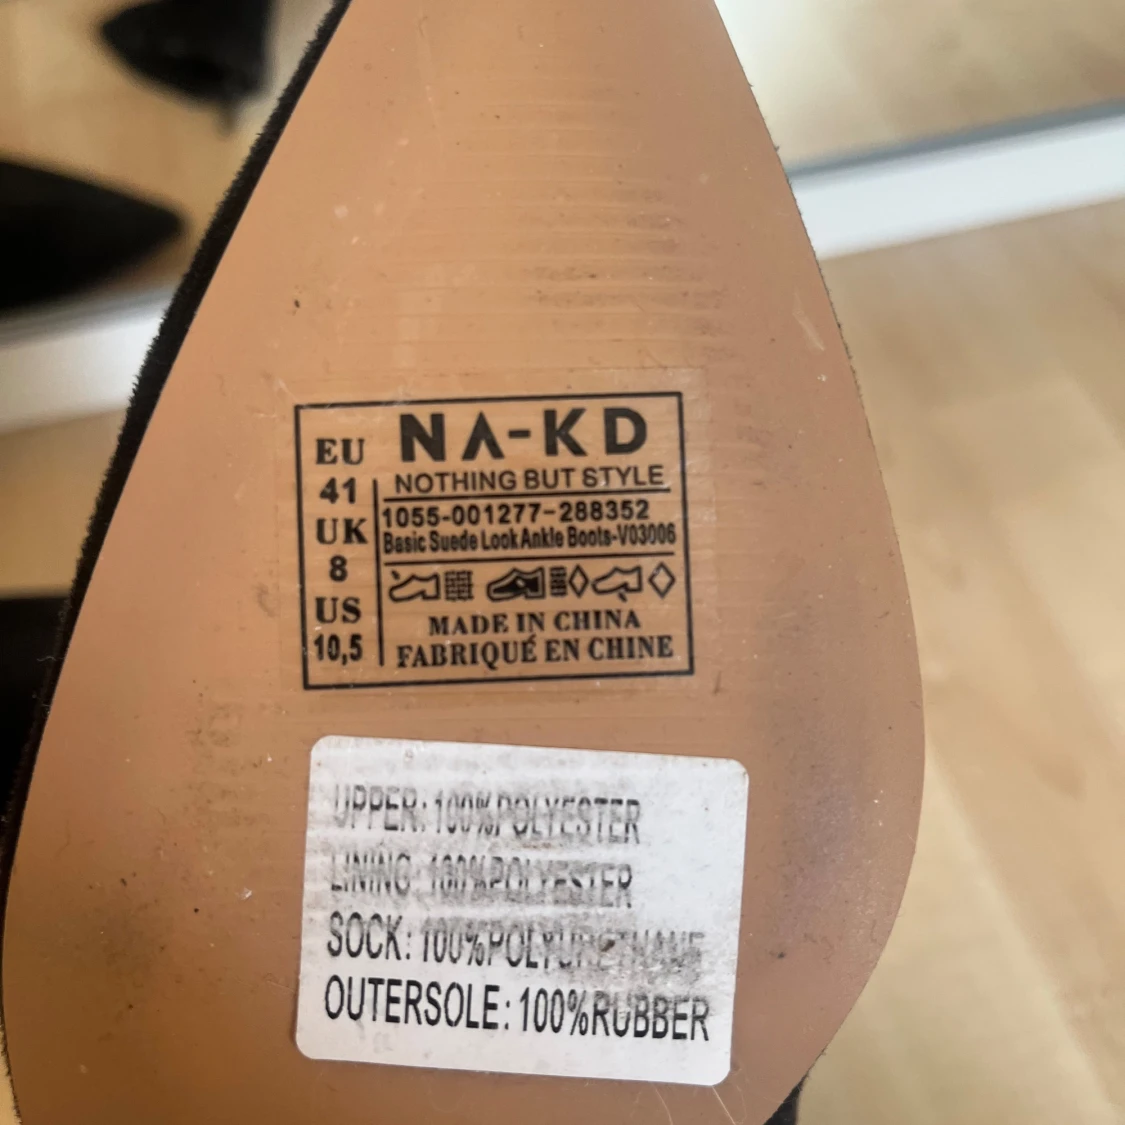 EU
41
UK
8
US
10,5
NA-KD
NOTHING BUT STYLE
1055-001277-288352
Basic Suede Look Ankle Boots-V03006
MADE IN CHINA
FABRIQUÉ EN CHINE
UPPER: 100%POLYESTER
LINING: 100%POLYESTER
SOCK: 100%POLYURETHANE
OUTERSOLE: 100%RUBBER